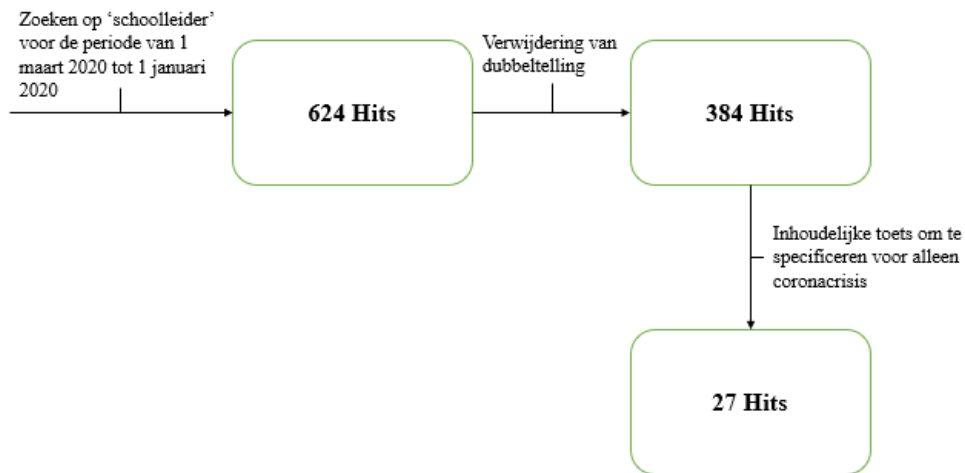 Zoeken op ‘schoolleider’
voor de periode van 1
maart 2020 tot 1 januari
2020
624 Hits
Verwijdering van
dubbeltelling
384 Hits
Inhoudelijke toets om te
specificeren voor alleen
coronacrisis
27 Hits